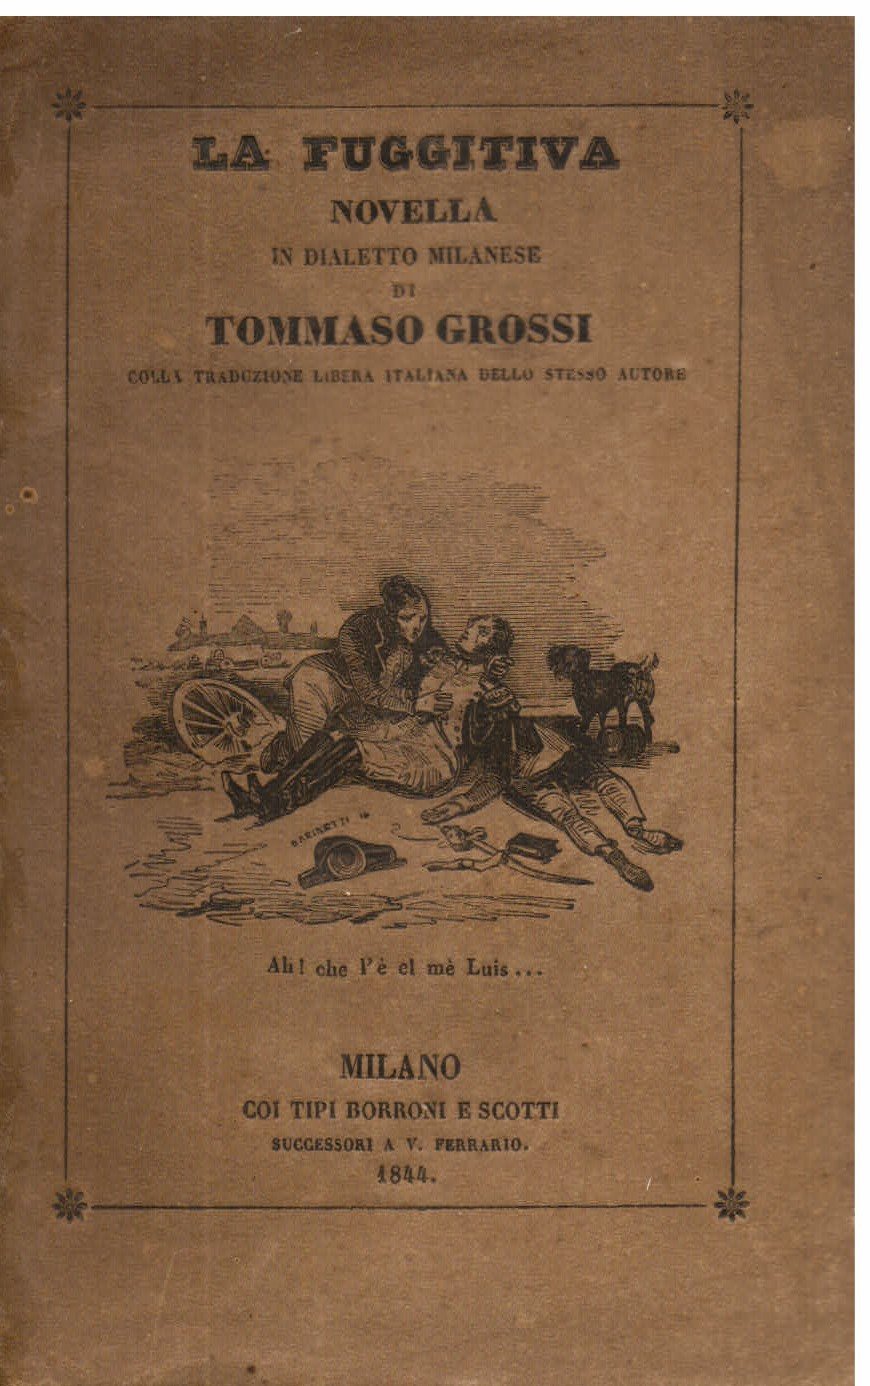 LA FUGGITIVA
NOVELLA
IN DIALETTO MILANESE
DI
TOMMASO GROSSI
COLLA TRADUZIONE LIBERA ITALIANA DELLO STESSO AUTORE
Ah! che l'è el mè Luis...
MILANO
COI TIPI BORRONI E SCOTTI
SUCCESSORI A V. FERRARIO.
1844.